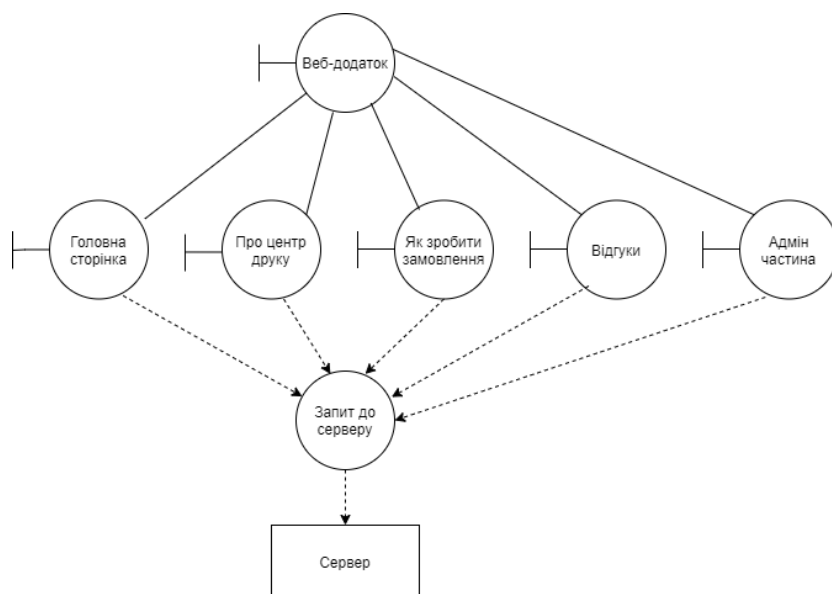 Веб-додаток
Головна
сторінка
Про центр
друку
Як зробити
замовлення
Відгуки
Адмін
частина
Запит до
серверу
Сервер